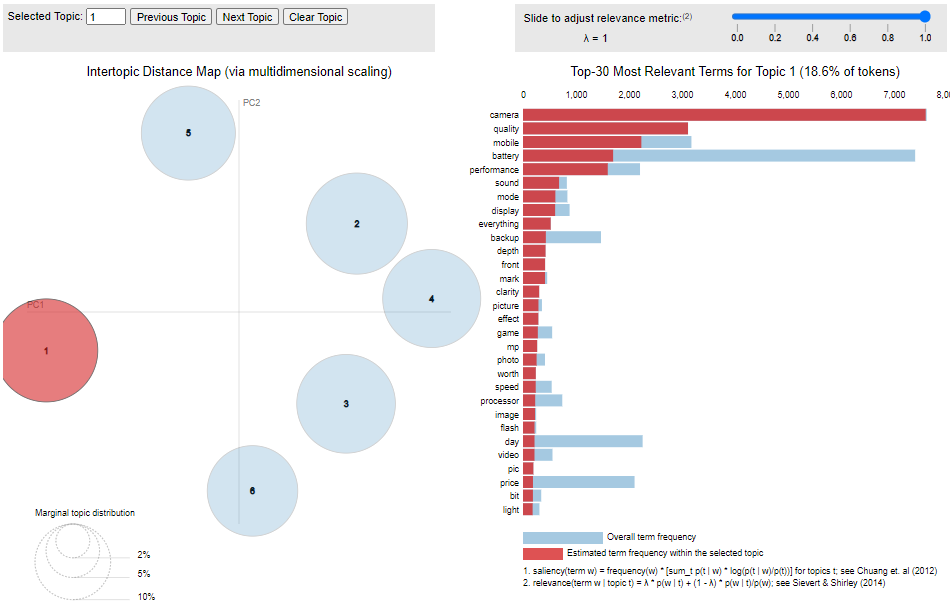 Selected Topic: 1 Previous Topic Next Topic Clear Topic
Slide to adjust relevance metric:(2)
λ = 1
0.0 0.2 0.4 0.6 0.8 1.0
Intertopic Distance Map (via multidimensional scaling)
PC2
PC1
5
2
4
1
3
6
Marginal topic distribution
2%
5%
10%
Top-30 Most Relevant Terms for Topic 1 (18.6% of tokens)
0 1,000 2,000 3,000 4,000 5,000 6,000 7,000 8,0
camera
quality
mobile
battery
performance
sound
mode
display
everything
backup
depth
front
mark
clarity
picture
effect
game
mp
photo
worth
speed
processor
image
flash
day
video
pic
price
bit
light
Overall term frequency
Estimated term frequency within the selected topic
1. saliency(term w) = frequency(w) * [sum_t p(t | w) * log(p(t | w)/p(t))] for topics t; see Chuang et. al (2012)
2. relevance(term w | topic t) = λ * p(w | t) + (1 - λ) * p(w | t)/p(w); see Sievert & Shirley (2014)